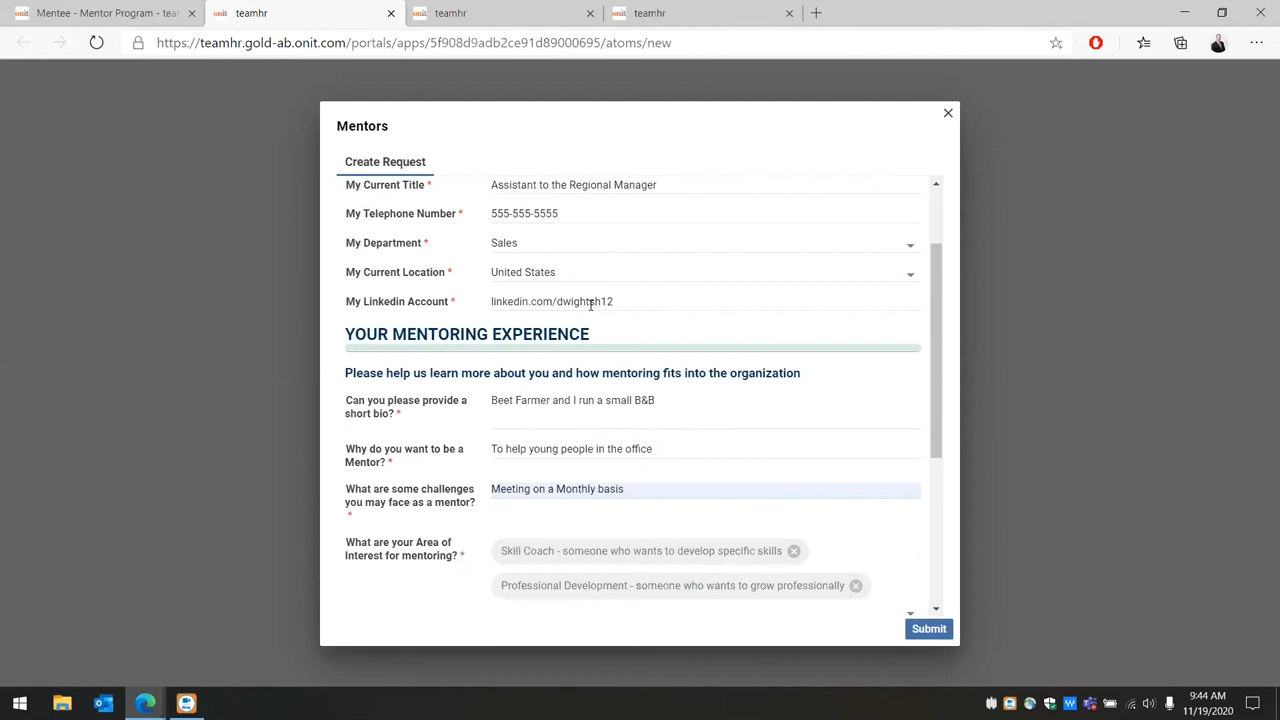 onit Mentee - Mentor Program - tea
onit teamhr
onit teamhr
onit teamhr
https://teamhr.gold-ab.onit.com/portals/apps/5f908d9adb2ce91d89000695/atoms/new
Mentors
Create Request
My Current Title * Assistant to the Regional Manager
My Telephone Number * 555-555-5555
My Department * Sales
My Current Location * United States
My Linkedin Account * linkedin.com/dwightsh12
YOUR MENTORING EXPERIENCE
Please help us learn more about you and how mentoring fits into the organization
Can you please provide a
short bio? *
Beet Farmer and I run a small B&B
Why do you want to be a
Mentor? *
To help young people in the office
What are some challenges
you may face as a mentor?
*
Meeting on a Monthly basis
What are your Area of
Interest for mentoring? *
Skill Coach - someone who wants to develop specific skills
Professional Development - someone who wants to grow professionally
Submit
9:44 AM
11/19/2020